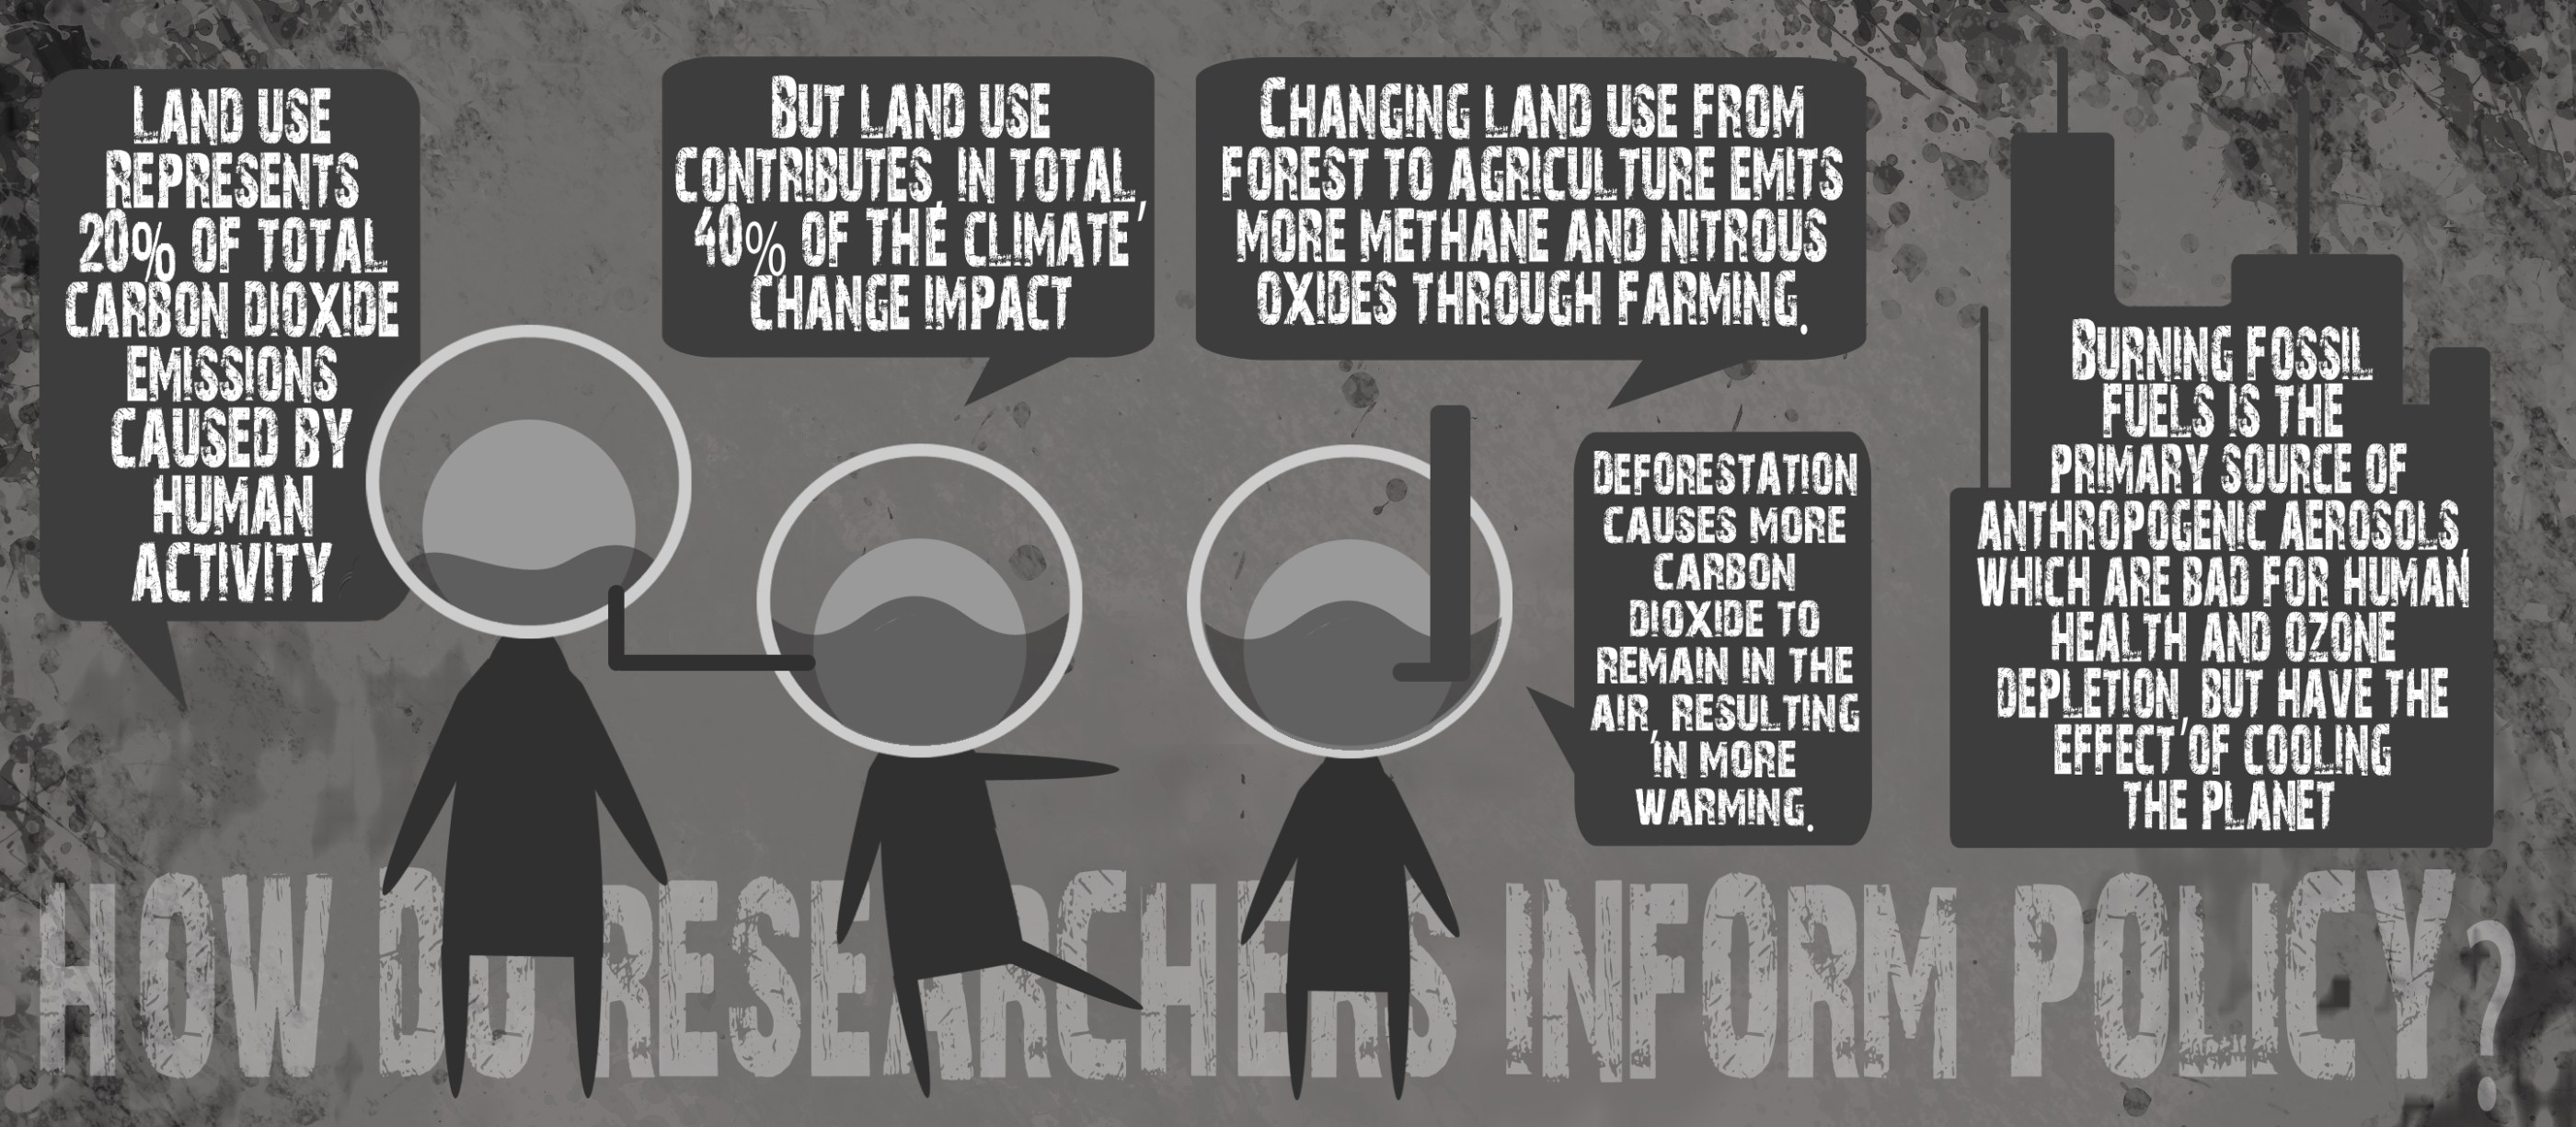 Land use
represents
20% of total
carbon dioxide
emissions
caused by
human
activity
But land use
contributes, in total,
40% of the climate
change impact
Changing land use from
forest to agriculture emits
more methane and nitrous
oxides through farming.
Deforestation
causes more
carbon
dioxide to
remain in the
air, resulting
in more
warming.
Burning fossil
fuels is the
primary source of
anthropogenic aerosols,
which are bad for human
health and ozone
depletion, but have the
effect of cooling
the planet
How do researchers inform policy?